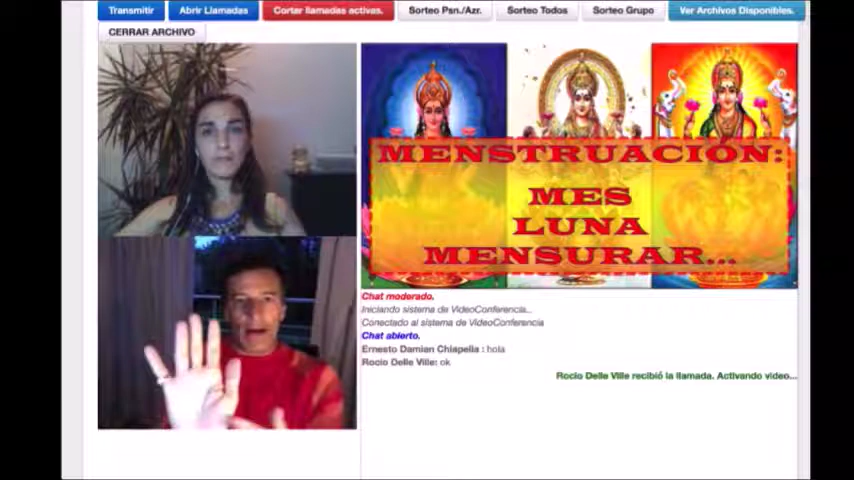 Transmitir
Abrir Llamadas
Cortar llamadas activas.
Sorteo Psn./Azr.
Sorteo Todos
Sorteo Grupo
Ver Archivos Disponibles.
CERRAR ARCHIVO
MENSTRUACIÓN:
MES
LUNA
MENSURAR...
Chat moderado.
Iniciando sistema de VideoConferencia...
Conectado al sistema de VideoConferencia
Chat abierto.
Ernesto Damian Chiapella : hola
Rocio Delle Ville: ok
Rocio Delle Ville recibió la llamada. Activando video...